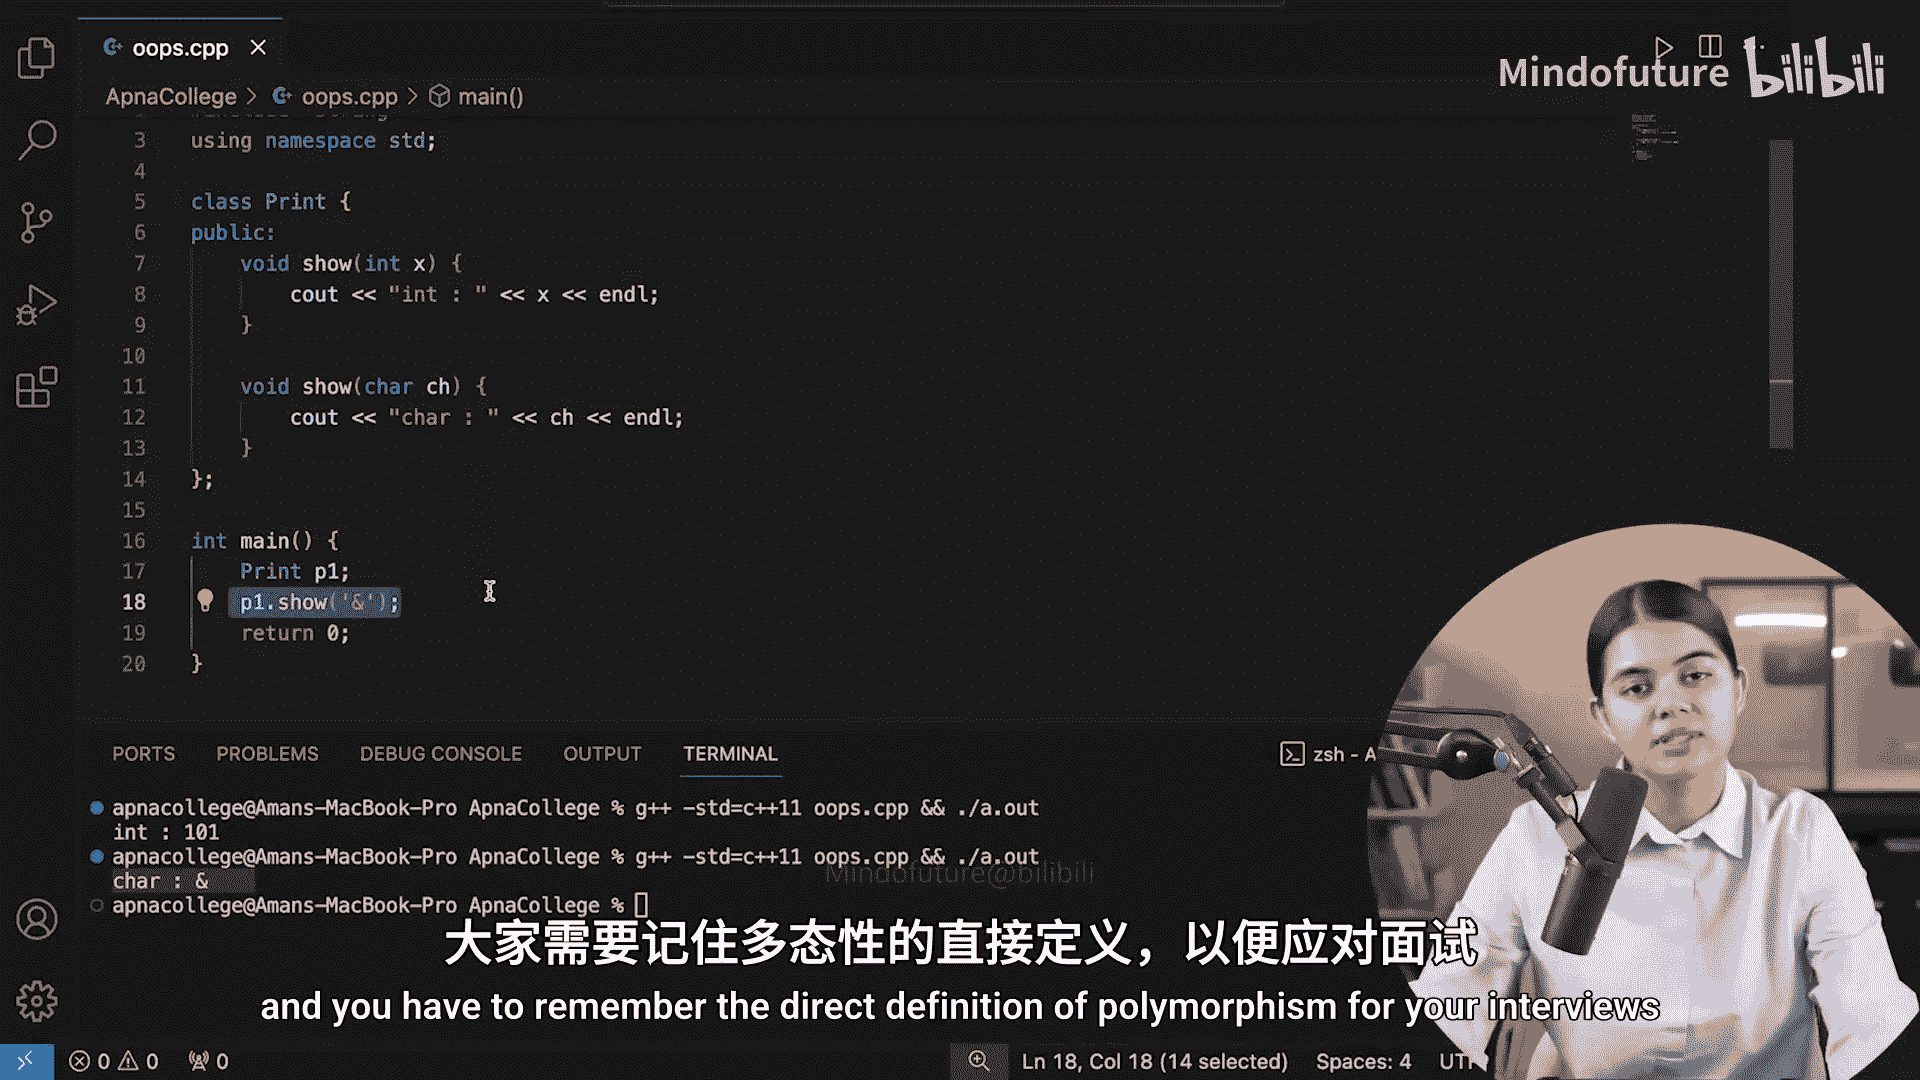 oops.cpp
Mindofuture bilibili
ApnaCollege > oops.cpp > main()
3 using namespace std;
4
5 class Print {
6 public:
7 void show(int x) {
8 cout << "int : " << x << endl;
9 }
10
11 void show(char ch) {
12 cout << "char : " << ch << endl;
13 }
14 };
15
16 int main() {
17 Print p1;
18 p1.show('&');
19 return 0;
20 }
PORTS PROBLEMS DEBUG CONSOLE OUTPUT TERMINAL
zsh - A
apnacollege@Amans-MacBook-Pro ApnaCollege % g++ -std=c++11 oops.cpp && ./a.out
int : 101
apnacollege@Amans-MacBook-Pro ApnaCollege % g++ -std=c++11 oops.cpp && ./a.out
char : &
Mindofuture@bilibili
apnacollege@Amans-MacBook-Pro ApnaCollege %
大家需要记住多态性的直接定义，以便应对面试
and you have to remember the direct definition of polymorphism for your interviews
0 0 0
Ln 18, Col 18 (14 selected) Spaces: 4